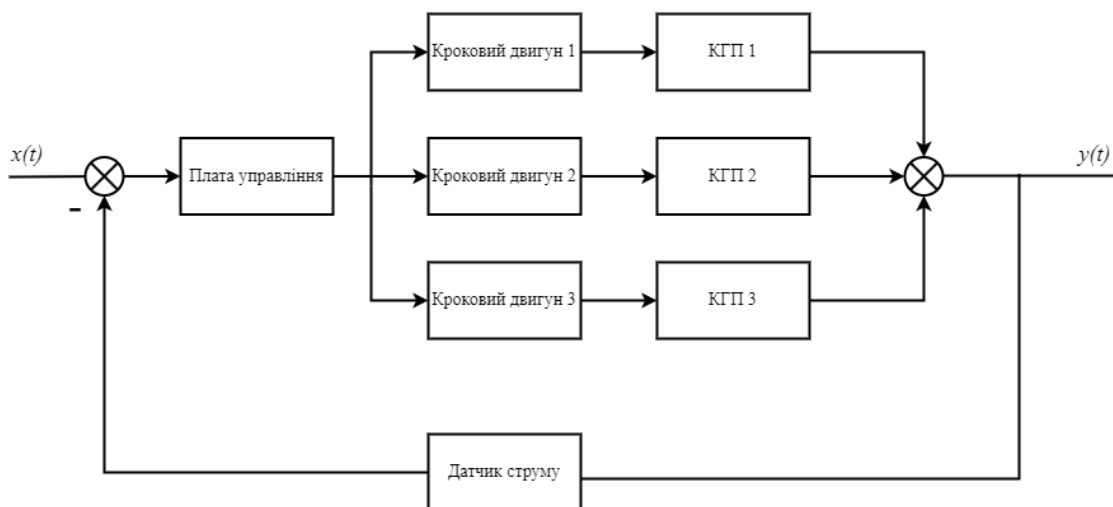 Кроковий двигун 1
КГП 1
x(t)
y(t)
Плата управління
Кроковий двигун 2
КГП 2
-
Кроковий двигун 3
КГП 3
Датчик струму